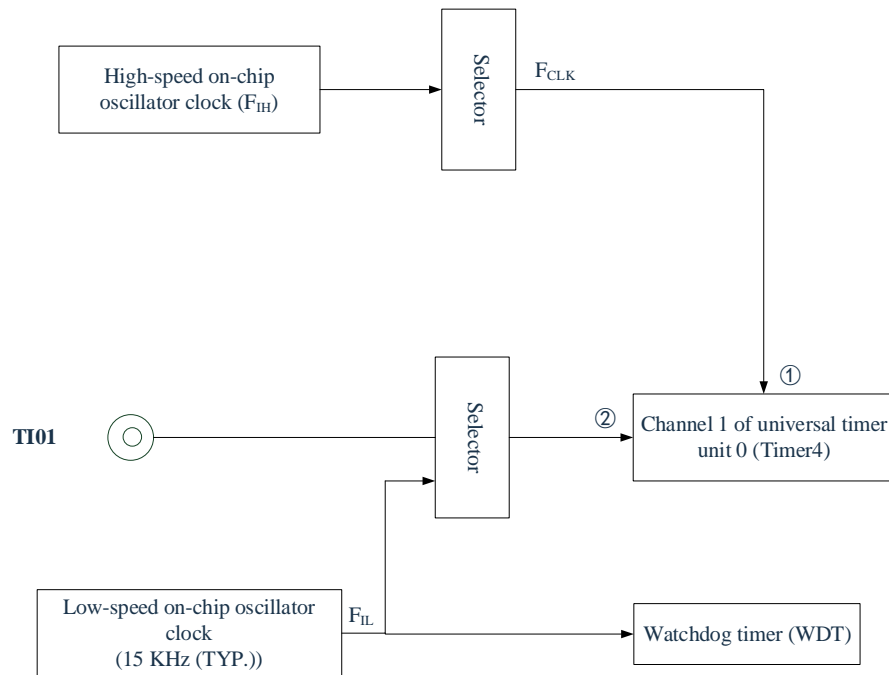 High-speed on-chip
oscillator clock (FIH)
Selector
FCLK
①
TI01
Selector
②
Channel 1 of universal timer
unit 0 (Timer4)
Low-speed on-chip oscillator
clock
(15 KHz (TYP.))
FIL
Watchdog timer (WDT)